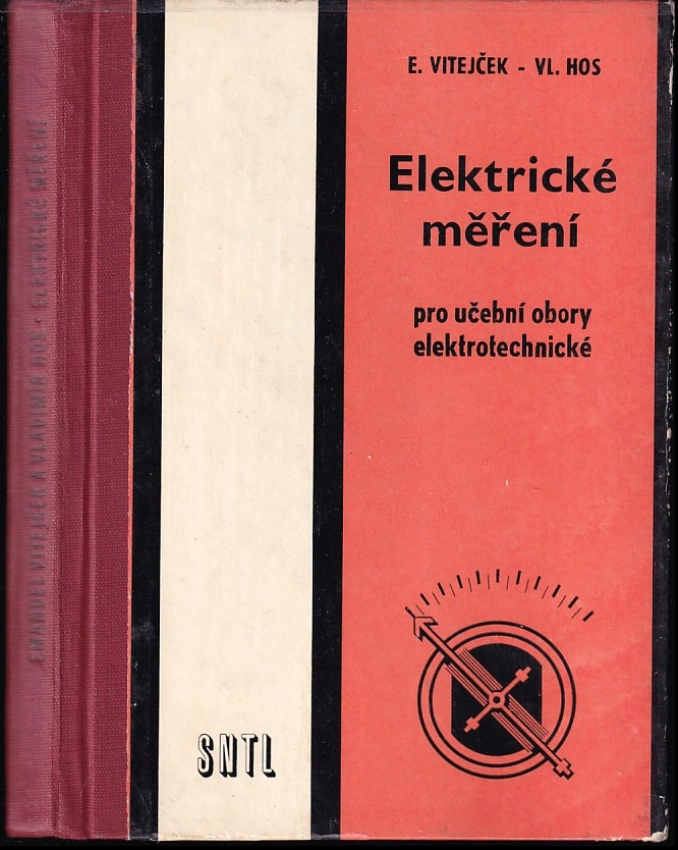 EMANUEL VITEJČEK A VLADIMÍR HOS · ELEKTRICKÉ MĚŘENÍ
E. VITEJČEK - VL. HOS
Elektrické
měření
pro učební obory
elektrotechnické
SNTL